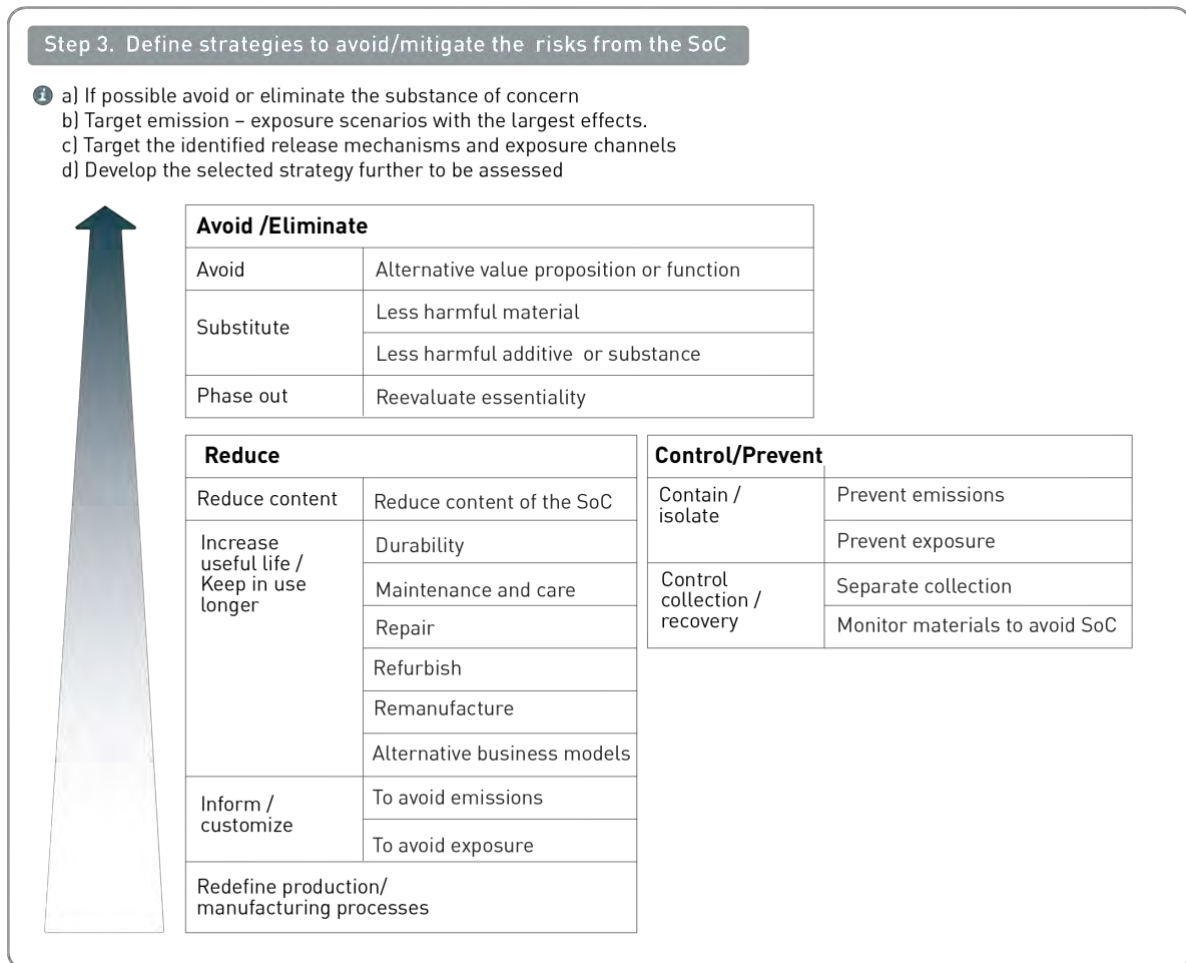 Step 3. Define strategies to avoid/mitigate the risks from the SoC
a) If possible avoid or eliminate the substance of concern
b) Target emission – exposure scenarios with the largest effects.
c) Target the identified release mechanisms and exposure channels
d) Develop the selected strategy further to be assessed
Avoid /Eliminate
Avoid
Alternative value proposition or function
Substitute
Less harmful material
Less harmful additive or substance
Phase out
Reevaluate essentiality
Reduce
Reduce content
Reduce content of the SoC
Increase
useful life /
Keep in use
longer
Durability
Maintenance and care
Repair
Refurbish
Remanufacture
Alternative business models
Inform /
customize
To avoid emissions
To avoid exposure
Redefine production/
manufacturing processes
Control/Prevent
Contain /
isolate
Prevent emissions
Prevent exposure
Control
collection /
recovery
Separate collection
Monitor materials to avoid SoC